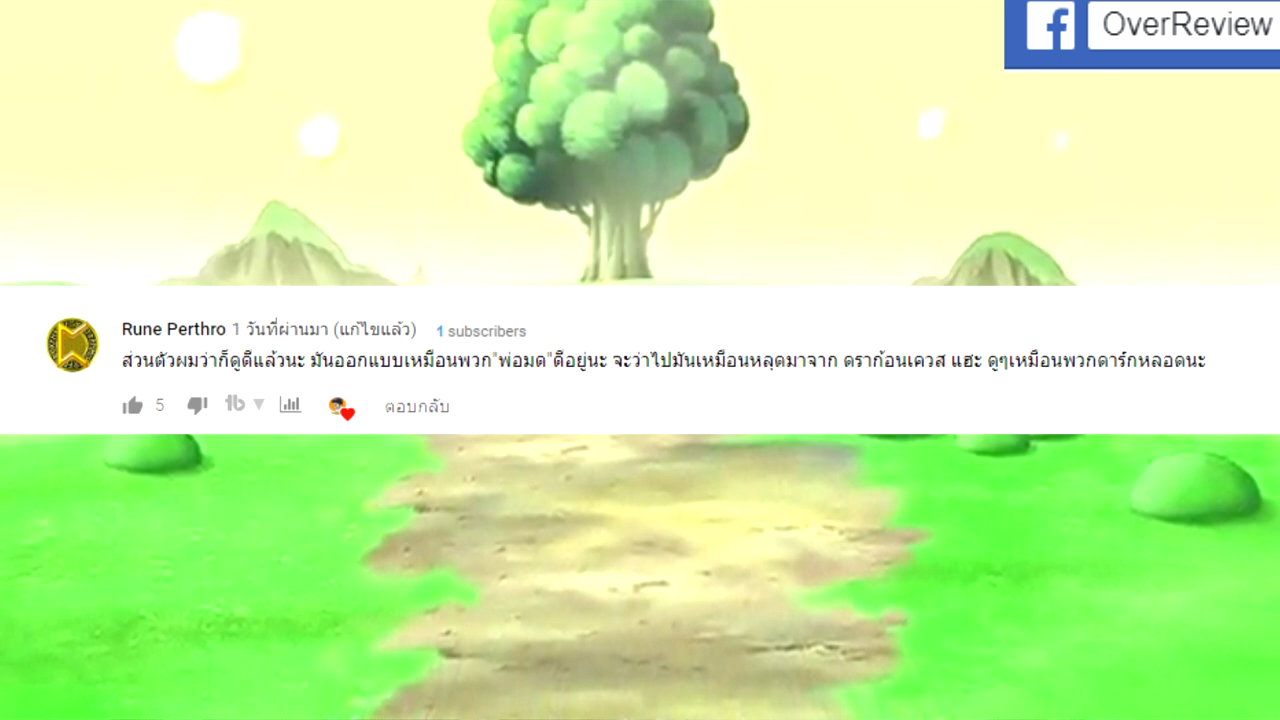 OverReview
Rune Perthro 1 วันที่ผ่านมา (แก้ไขแล้ว) 1 subscribers
ส่วนตัวผมว่าก็ดูดีแล้วนะ มันออกแบบเหมือนพวก"พ่อมด"ดีอยู่นะ จะว่าไปมันเหมือนหลุดมาจาก ดราก้อนเควส แฮะ ดูๆเหมือนพวกดาร์กหลอดนะ
5 ตอบกลับ